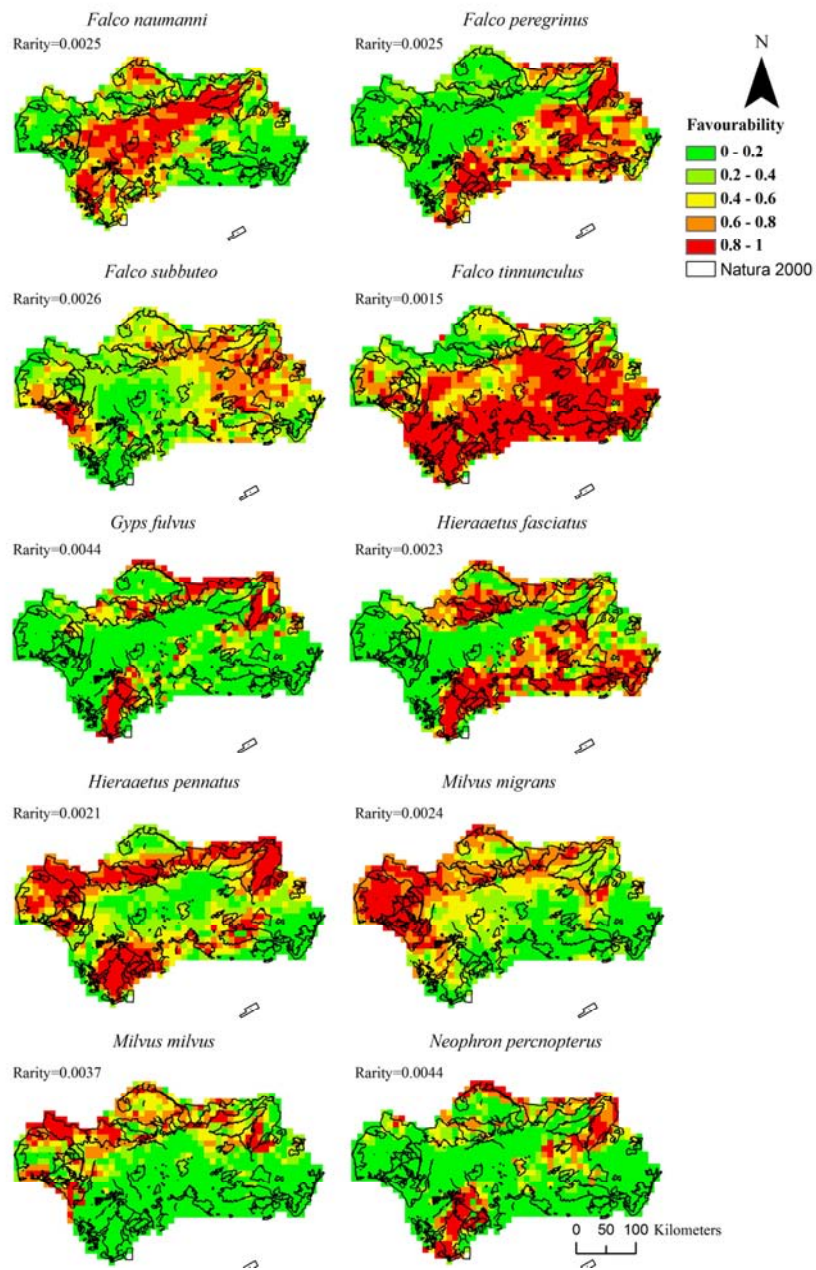 Falco naumanni
Rarity=0.0025
Falco peregrinus
Rarity=0.0025
N
Favourability
0 - 0.2
0.2 - 0.4
0.4 - 0.6
0.6 - 0.8
0.8 - 1
Natura 2000
Falco subbuteo
Rarity=0.0026
Falco tinnunculus
Rarity=0.0015
Gyps fulvus
Rarity=0.0044
Hieraaetus fasciatus
Rarity=0.0023
Hieraaetus pennatus
Rarity=0.0021
Milvus migrans
Rarity=0.0024
Milvus milvus
Rarity=0.0037
Neophron percnopterus
Rarity=0.0044
0 50 100 Kilometers